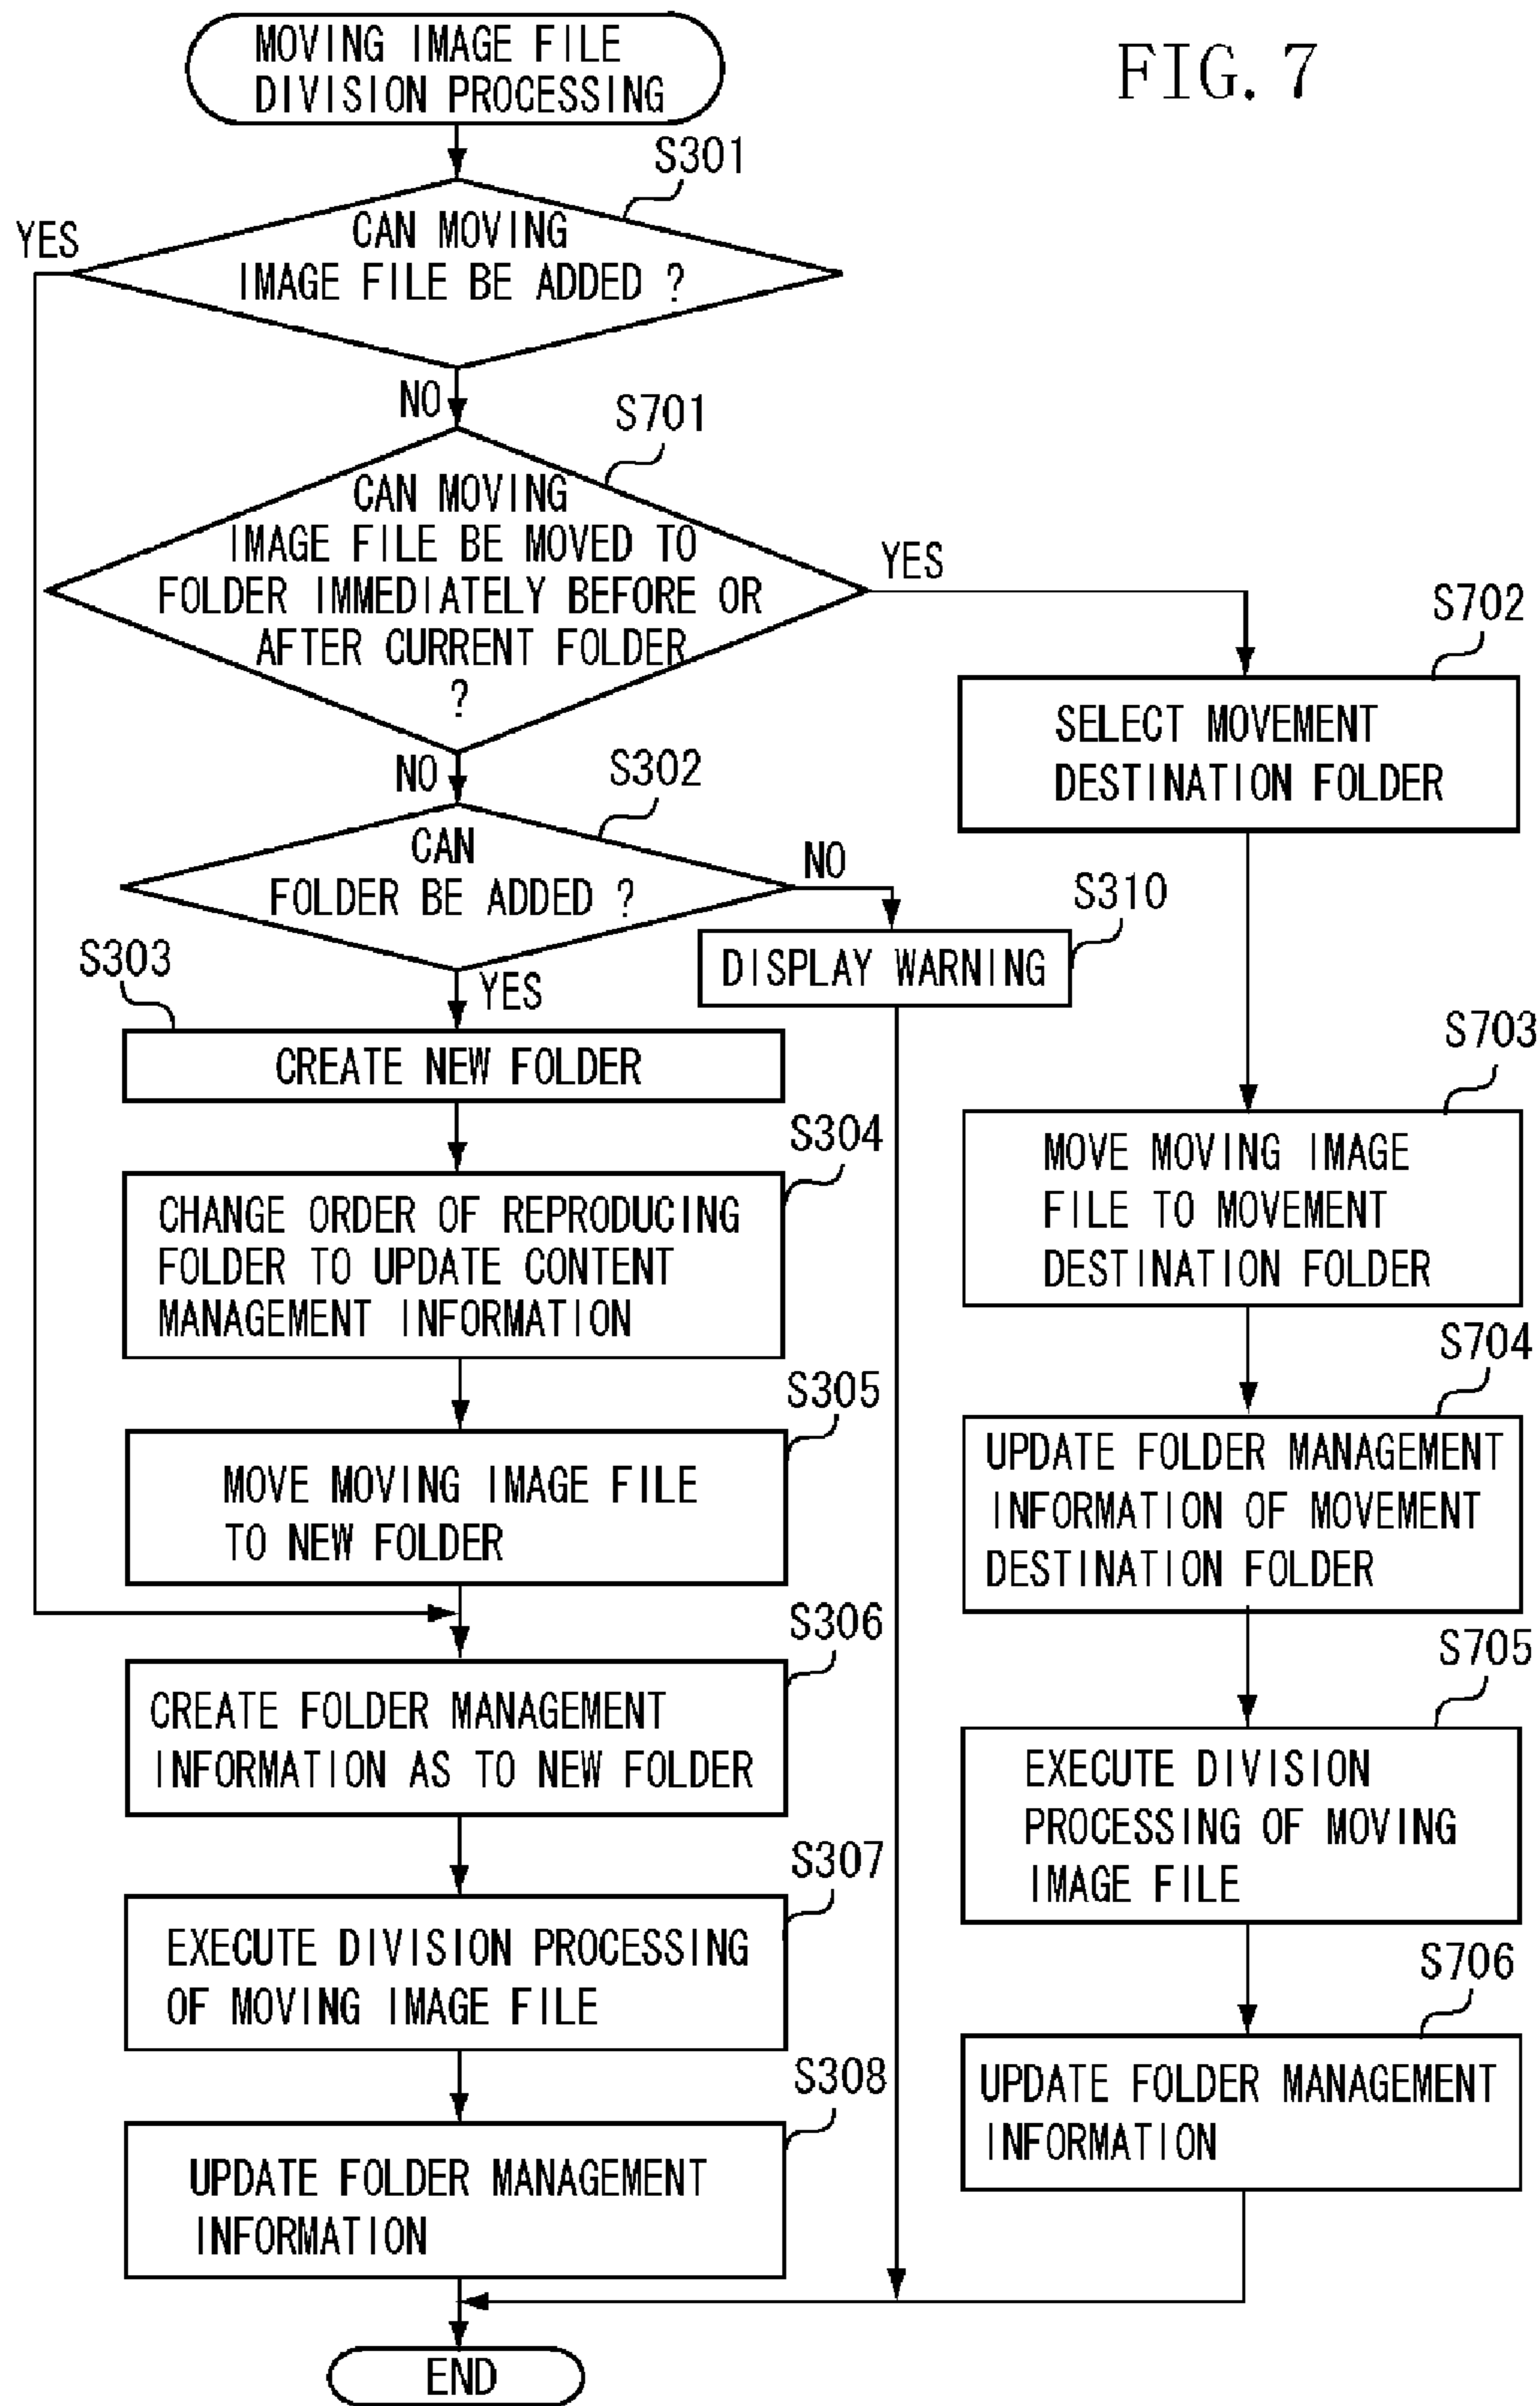 FIG. 7
MOVING IMAGE FILE
DIVISION PROCESSING
S301
YES
CAN MOVING
IMAGE FILE BE ADDED ?
NO
S701
CAN MOVING
IMAGE FILE BE MOVED TO
FOLDER IMMEDIATELY BEFORE OR
AFTER CURRENT FOLDER
?
YES
S702
SELECT MOVEMENT
DESTINATION FOLDER
NO
S302
CAN
FOLDER BE ADDED ?
NO
S310
DISPLAY WARNING
S303
YES
CREATE NEW FOLDER
S703
MOVE MOVING IMAGE
FILE TO MOVEMENT
DESTINATION FOLDER
S304
CHANGE ORDER OF REPRODUCING
FOLDER TO UPDATE CONTENT
MANAGEMENT INFORMATION
S704
UPDATE FOLDER MANAGEMENT
INFORMATION OF MOVEMENT
DESTINATION FOLDER
S305
MOVE MOVING IMAGE FILE
TO NEW FOLDER
S306
CREATE FOLDER MANAGEMENT
INFORMATION AS TO NEW FOLDER
S705
EXECUTE DIVISION
PROCESSING OF MOVING
IMAGE FILE
S307
EXECUTE DIVISION PROCESSING
OF MOVING IMAGE FILE
S706
UPDATE FOLDER MANAGEMENT
INFORMATION
S308
UPDATE FOLDER MANAGEMENT
INFORMATION
END